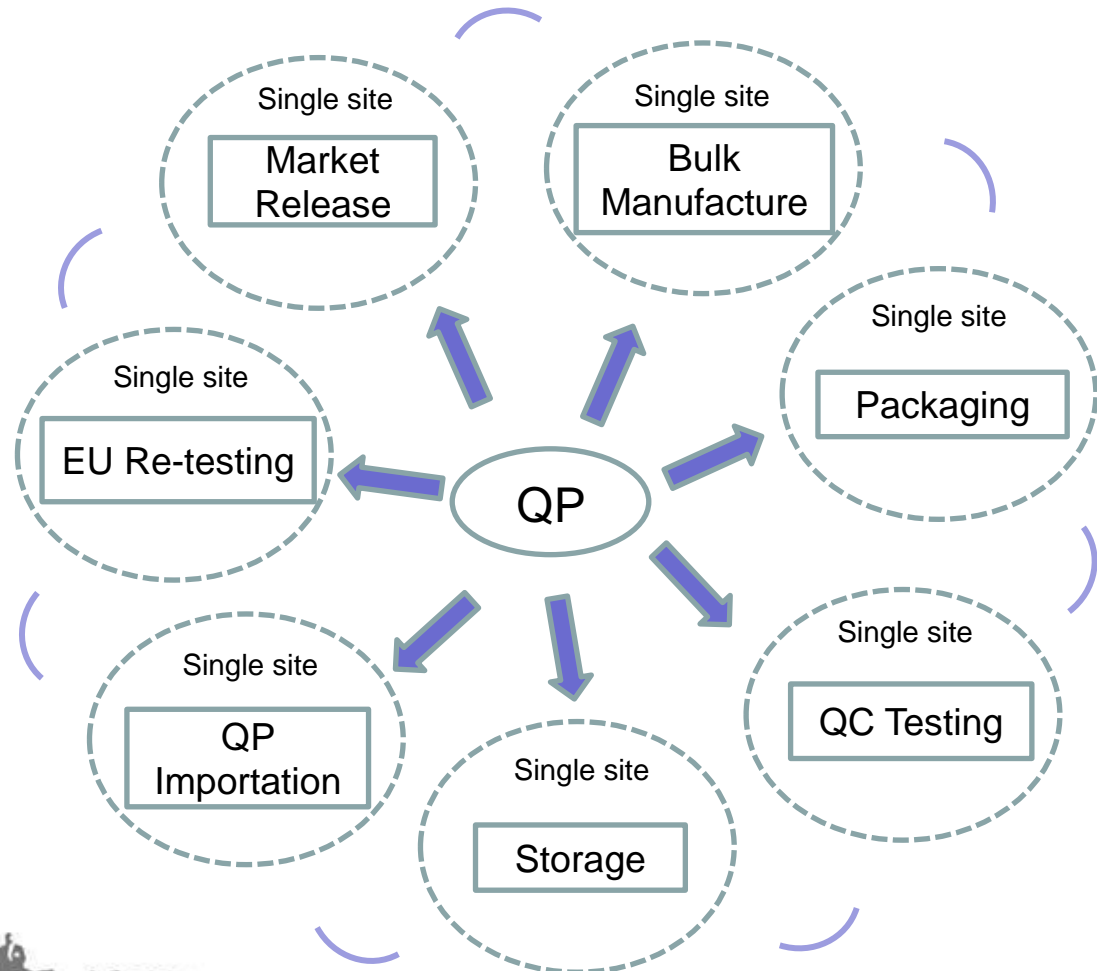 Single site
Market
Release
Single site
Bulk
Manufacture
Single site
Packaging
Single site
EU Re-testing
QP
Single site
QC Testing
Single site
QP
Importation
Single site
Storage